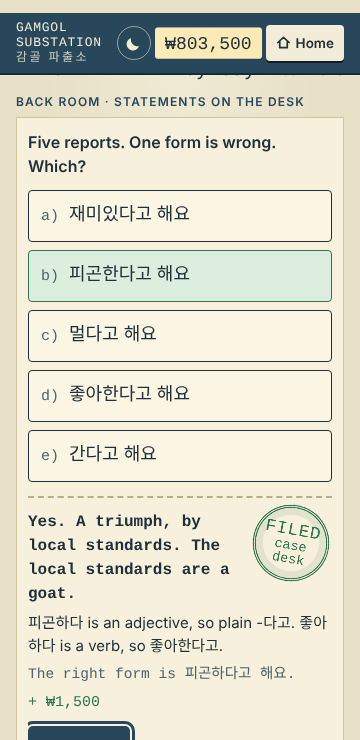 GAMGOL
SUBSTATION
감골 파출소
₩803,500
Home
BACK ROOM · STATEMENTS ON THE DESK
Five reports. One form is wrong.
Which?
a) 재미있다고 해요
b) 피곤한다고 해요
c) 멀다고 해요
d) 좋아한다고 해요
e) 간다고 해요
Yes. A triumph, by
local standards. The
local standards are a
goat.
FILED
case
desk
피곤하다 is an adjective, so plain -다고. 좋아
하다 is a verb, so 좋아한다고.
The right form is 피곤하다고 해요.
+ ₩1,500